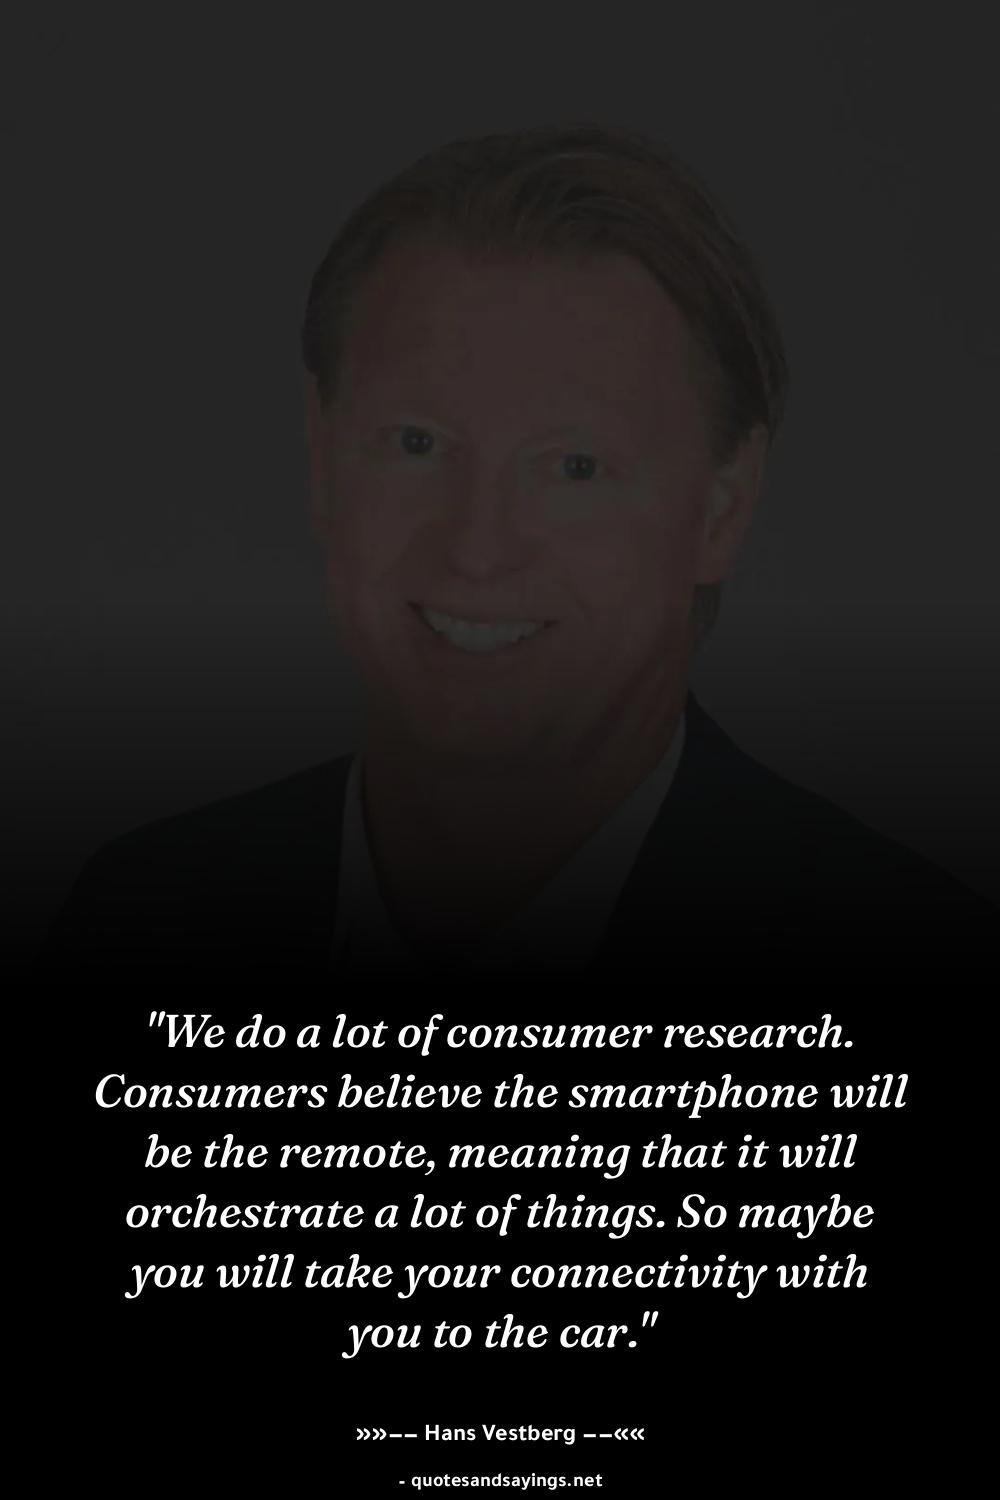 "We do a lot of consumer research.
Consumers believe the smartphone will
be the remote, meaning that it will
orchestrate a lot of things. So maybe
you will take your connectivity with
you to the car."
»»—— Hans Vestberg ——««
- quotesandsayings.net